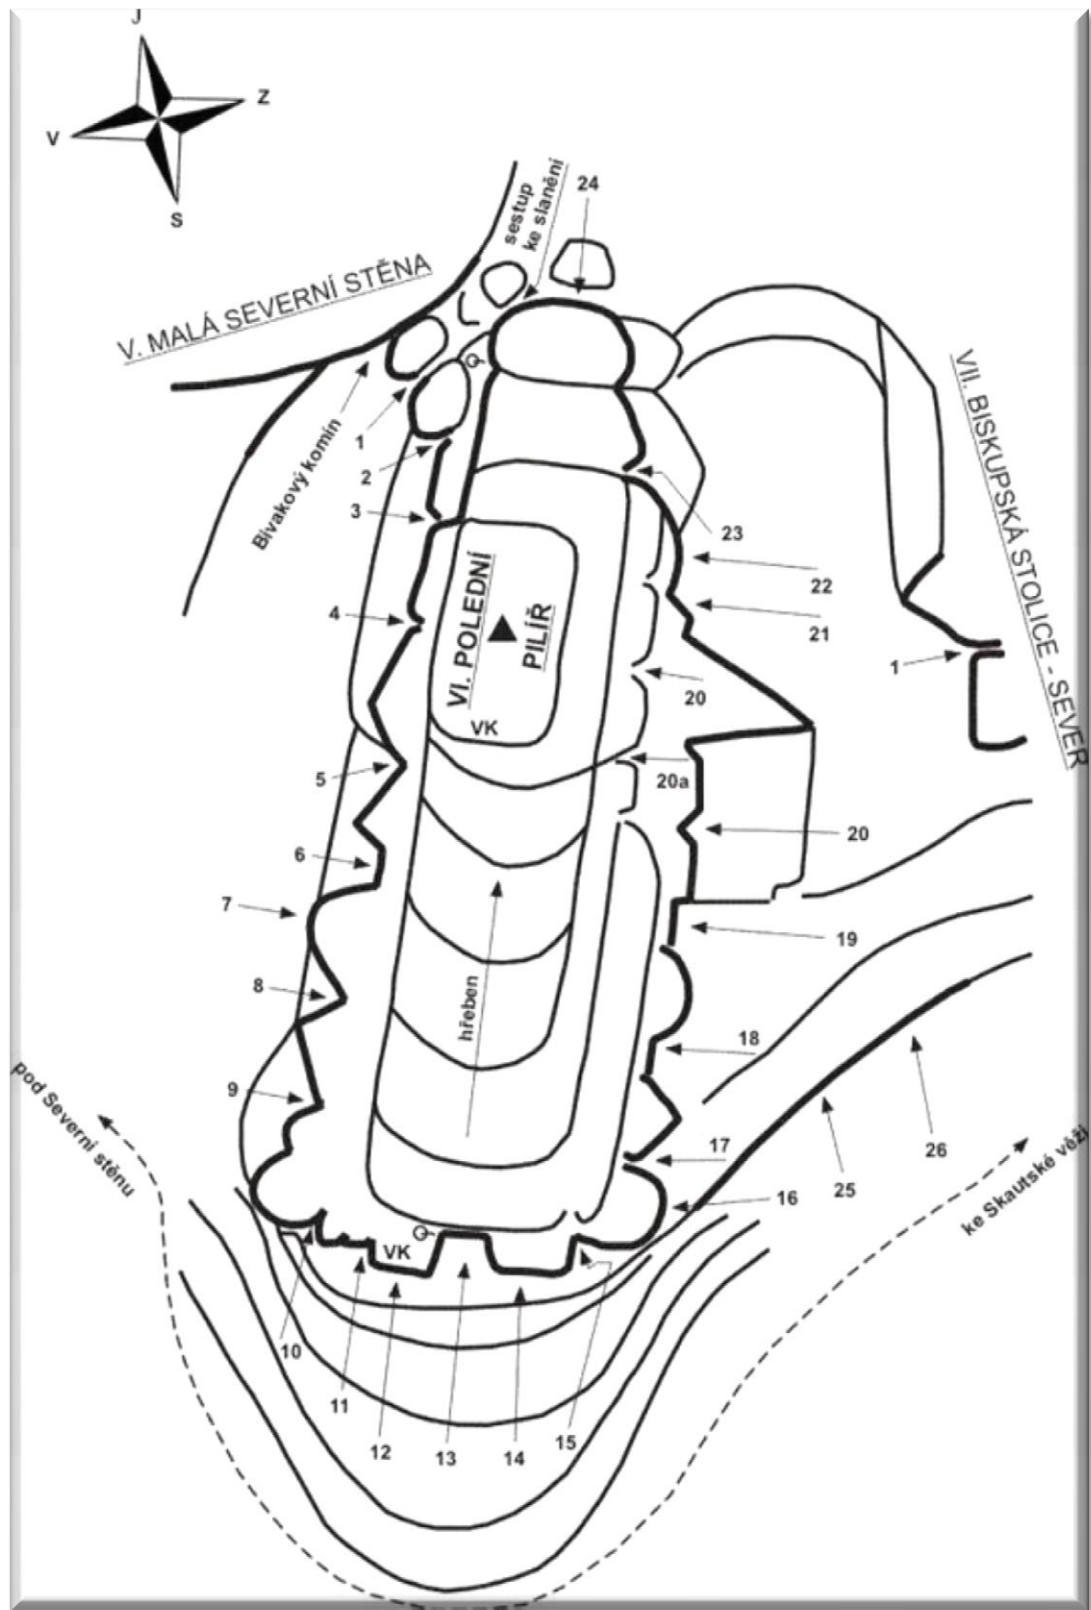 J
Z
V
S
sestup
ke slanění
24
V. MALÁ SEVERNÍ STĚNA
Bivakový komín
1
2
3
4
5
6
7
8
9
VI. POLEDNÍ
PILÍŘ
VK
hřeben
23
22
21
20
20a
20
19
18
17
16
VII. BISKUPSKÁ STOLICE - SEVER
1
25
26
pod Severní stěnu
ke Skautské věži
VK
10
11
12
13
14
15